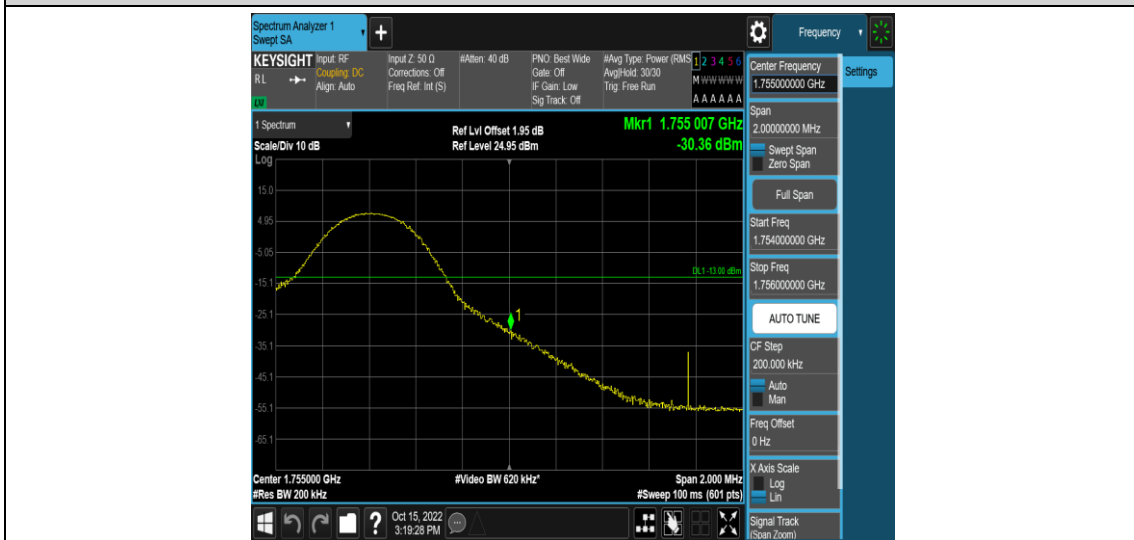 Spectrum Analyzer 1
Swept SA
+
Frequency
KEYSIGHT
RL
Input: RF
Coupling: DC
Align: Auto
Input Z: 50 Ω
Corrections: Off
Freq Ref: Int (S)
#Atten: 40 dB
PNO: Best Wide
Gate: Off
IF Gain: Low
Sig Track: Off
#Avg Type: Power (RMS
Avg|Hold: 30/30
Trig: Free Run
1 2 3 4 5 6
M W W W W W
A A A A A A
1 Spectrum
Scale/Div 10 dB
Ref Lvl Offset 1.95 dB
Ref Level 24.95 dBm
Mkr1 1.755 007 GHz
-30.36 dBm
Log
15.0
4.95
-5.05
-15.1
-25.1
-35.1
-45.1
-55.1
-65.1
DL1 -13.00 dBm
1
Center 1.755000 GHz
#Res BW 200 kHz
#Video BW 620 kHz*
Span 2.000 MHz
#Sweep 100 ms (601 pts)
?
Oct 15, 2022
3:19:28 PM
Center Frequency
1.755000000 GHz
Settings
Span
2.00000000 MHz
Swept Span
Zero Span
Full Span
Start Freq
1.754000000 GHz
Stop Freq
1.756000000 GHz
AUTO TUNE
CF Step
200.000 kHz
Auto
Man
Freq Offset
0 Hz
X Axis Scale
Log
Lin
Signal Track
(Span Zoom)